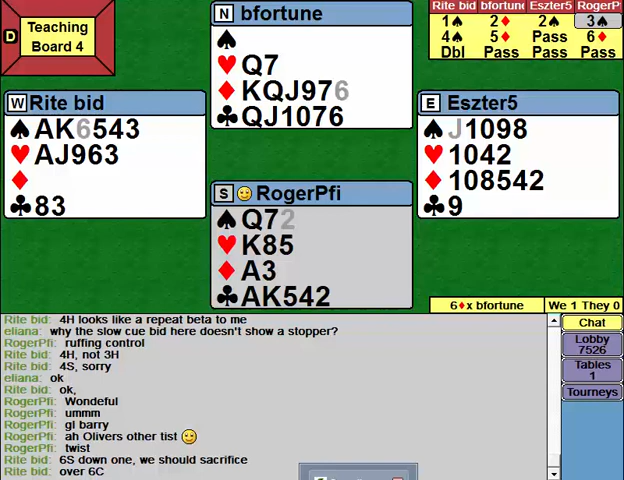 D Teaching Board 4
N bfortune
♠
♥ Q7
♦ KQJ976
♣ QJ1076
Rite bid bfortune Eszter5 RogerPfi
1♠ 2♦ 2♠ 3♠
4♠ 5♦ Pass 6♦
Dbl Pass Pass Pass
W Rite bid
♠ AK6543
♥ AJ963
♦
♣ 83
E Eszter5
♠ J1098
♥ 1042
♦ 108542
♣ 9
S RogerPfi
♠ Q72
♥ K85
♦ A3
♣ AK542
6♦x bfortune We 1 They 0
Rite bid: 4H looks like a repeat beta to me
eliana: why the slow cue bid here doesn't show a stopper?
RogerPfi: ruffing control
Rite bid: 4H, not 3H
Rite bid: 4S, sorry
eliana: ok
Rite bid: ok,
RogerPfi: Wondeful
RogerPfi: ummm
RogerPfi: gl barry
RogerPfi: ah Olivers other tist
RogerPfi: twist
Rite bid: 6S down one, we should sacrifice
Rite bid: over 6C
Chat
Lobby
7526
Tables
1
Tourneys